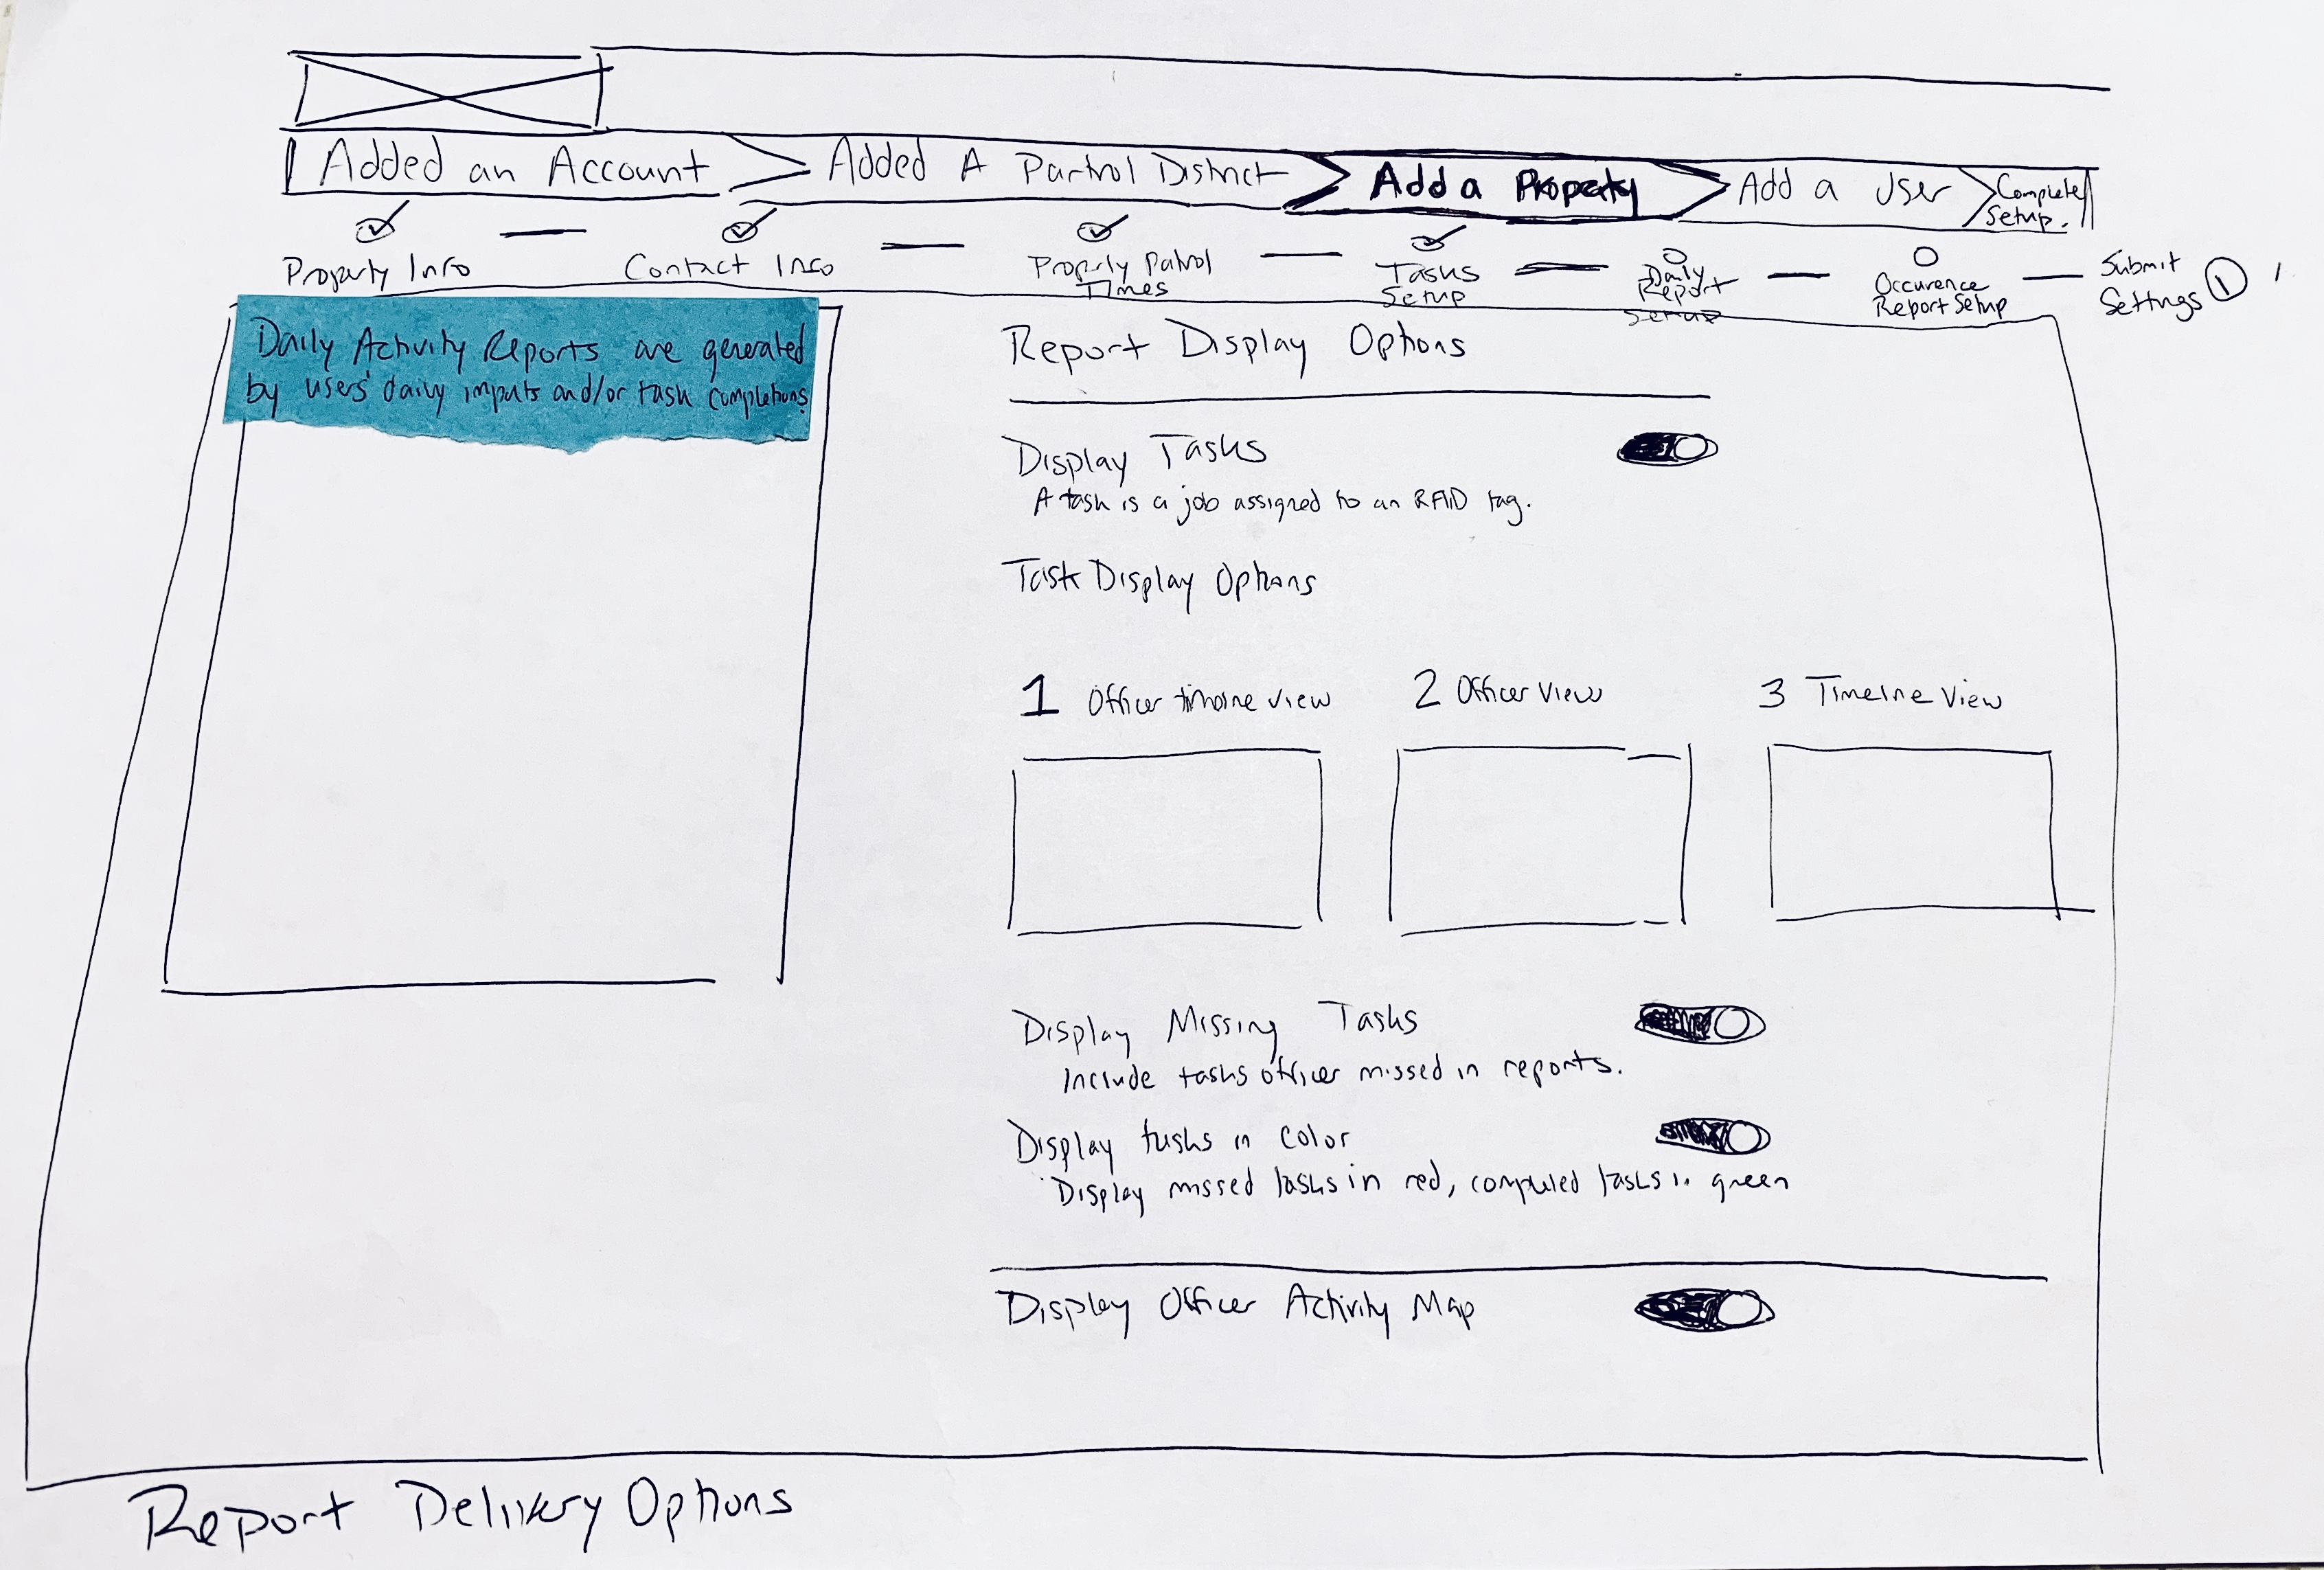 Added an Account
Added A Partrol District
Add a Property
Add a User
Complete
Setup.
Property Info
Contact Info
Property Patrol
Times
Tasks
Setup
Daily
Report
Setup
Occurence
Report Setup
Submit
Settings 1
Daily Activity Reports are generated
by users' daily imputs and/or task completions.
Report Display Options
Display Tasks
A task is a job assigned to an RFID tag.
Task Display Options
1 Officer timeline view
2 Officer View
3 Timeline View
Display Missing Tasks
Include tasks officer missed in reports.
Display tasks in color
Display missed tasks in red, completed tasks in green
Display Officer Activity Map
Report Delivery Options